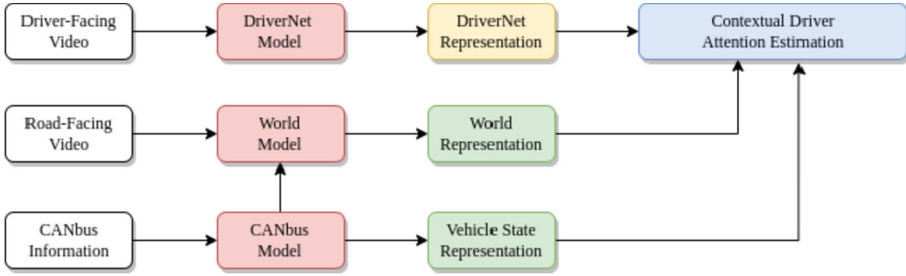 Driver-Facing
Video
DriverNet
Model
DriverNet
Representation
Contextual Driver
Attention Estimation
Road-Facing
Video
World
Model
World
Representation
CANbus
Information
CANbus
Model
Vehicle State
Representation